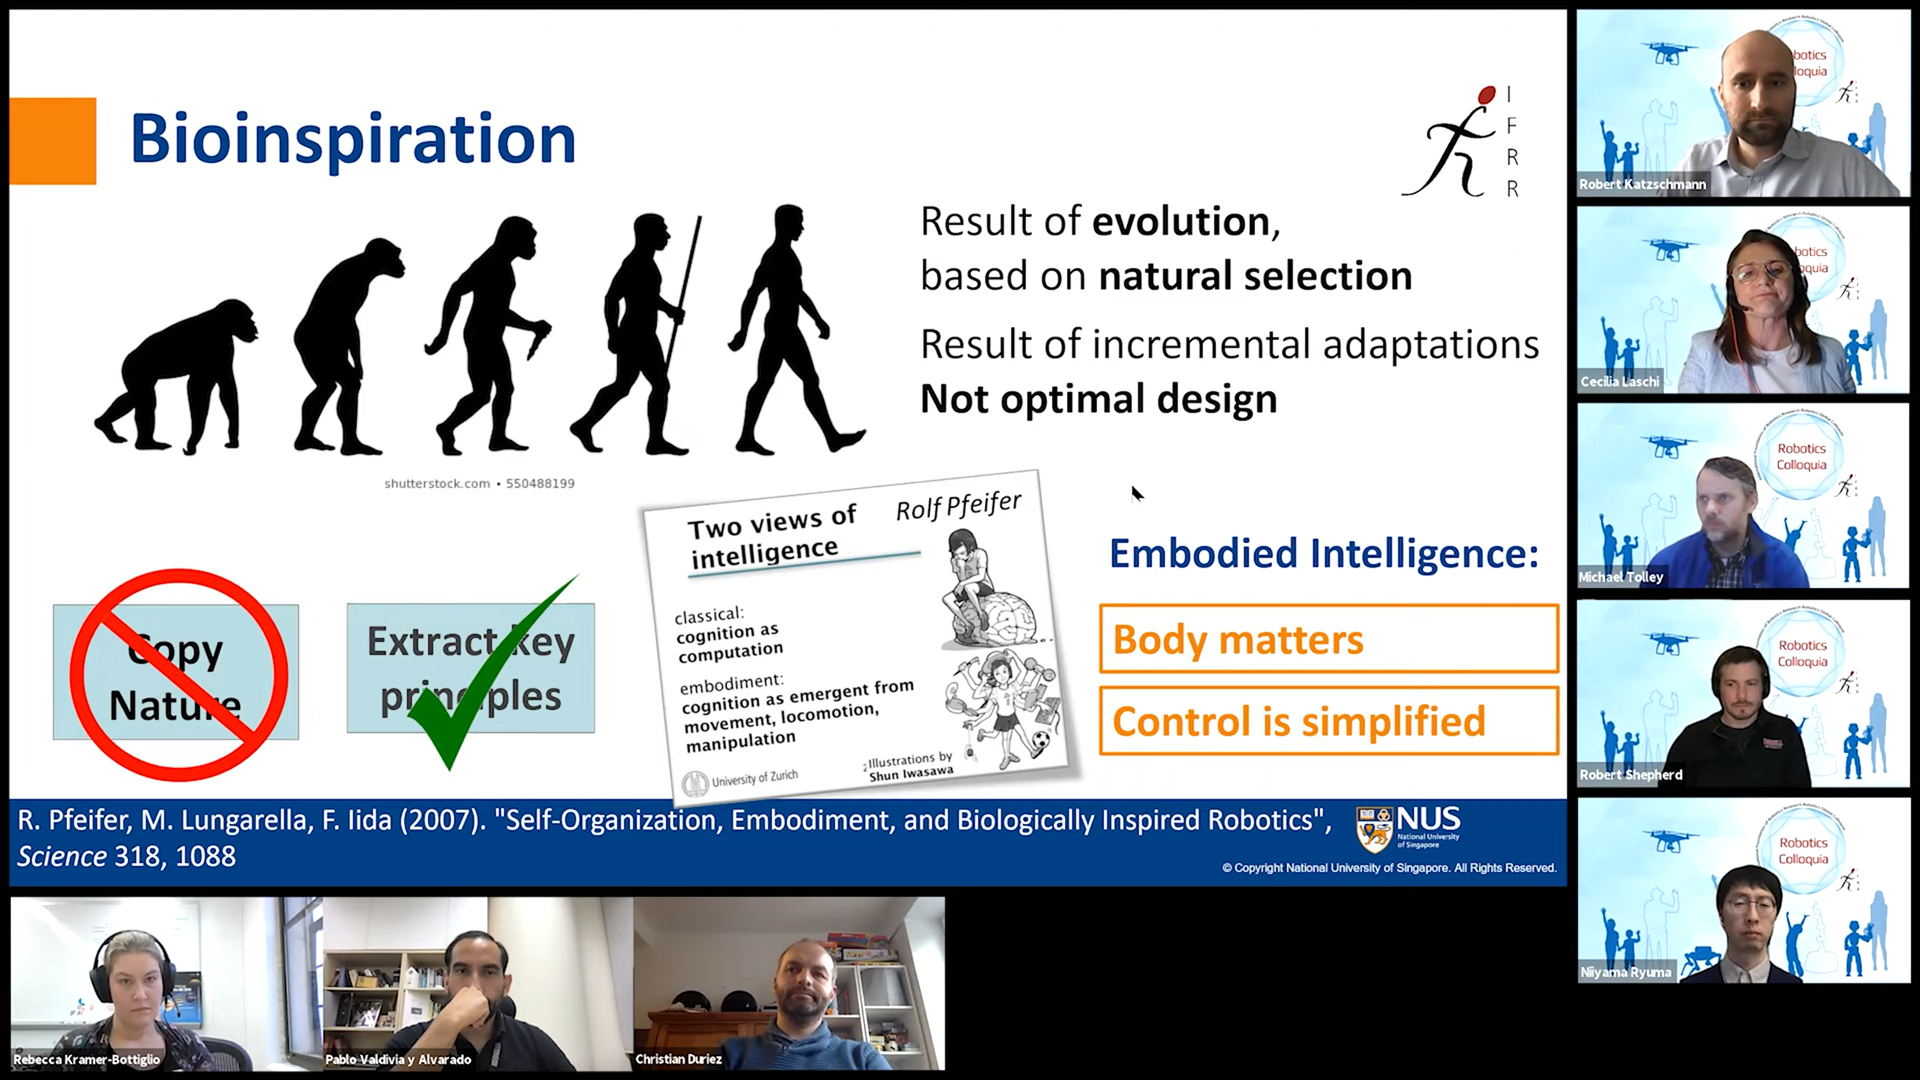 Bioinspiration
I
F
R
R
Result of evolution,
based on natural selection
Result of incremental adaptations
Not optimal design
shutterstock.com • 550488199
Copy
Nature
Extract key
principles
Two views of
intelligence
Rolf Pfeifer
classical:
cognition as
computation
embodiment:
cognition as emergent from
movement, locomotion,
manipulation
Illustrations by
Shun Iwasawa
University of Zurich
Embodied Intelligence:
Body matters
Control is simplified
R. Pfeifer, M. Lungarella, F. Iida (2007). "Self-Organization, Embodiment, and Biologically Inspired Robotics",
Science 318, 1088
NUS
National University
of Singapore
© Copyright National University of Singapore. All Rights Reserved.
Robert Katzschmann
Cecilia Laschi
Robotics
Colloquia
Michael Tolley
Robotics
Colloquia
Robert Shepherd
Robotics
Colloquia
Niiyama Ryuma
Rebecca Kramer-Bottiglio
Pablo Valdivia y Alvarado
Christian Duriez